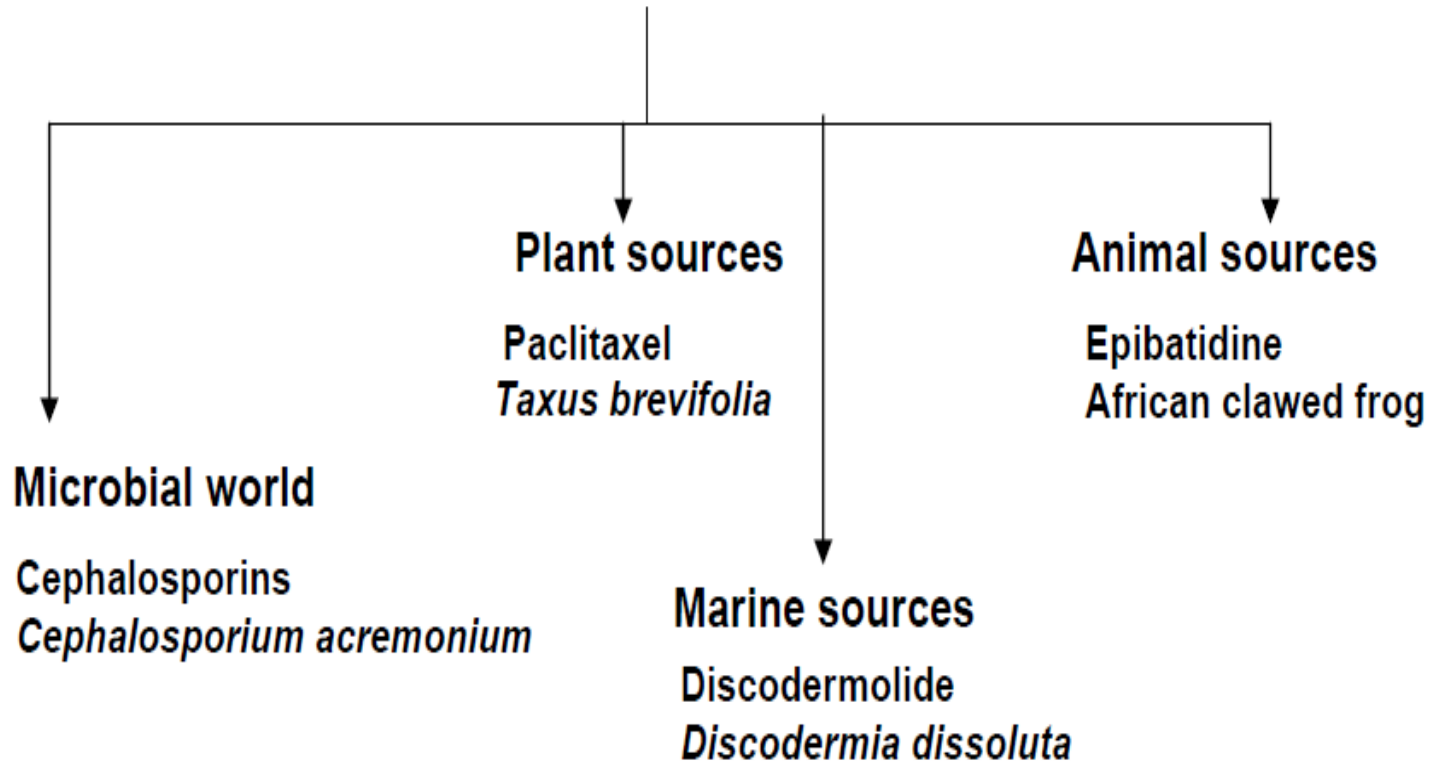 Plant sources
Paclitaxel
Taxus brevifolia
Animal sources
Epibatidine
African clawed frog
Microbial world
Cephalosporins
Cephalosporium acremonium
Marine sources
Discodermolide
Discodermia dissoluta